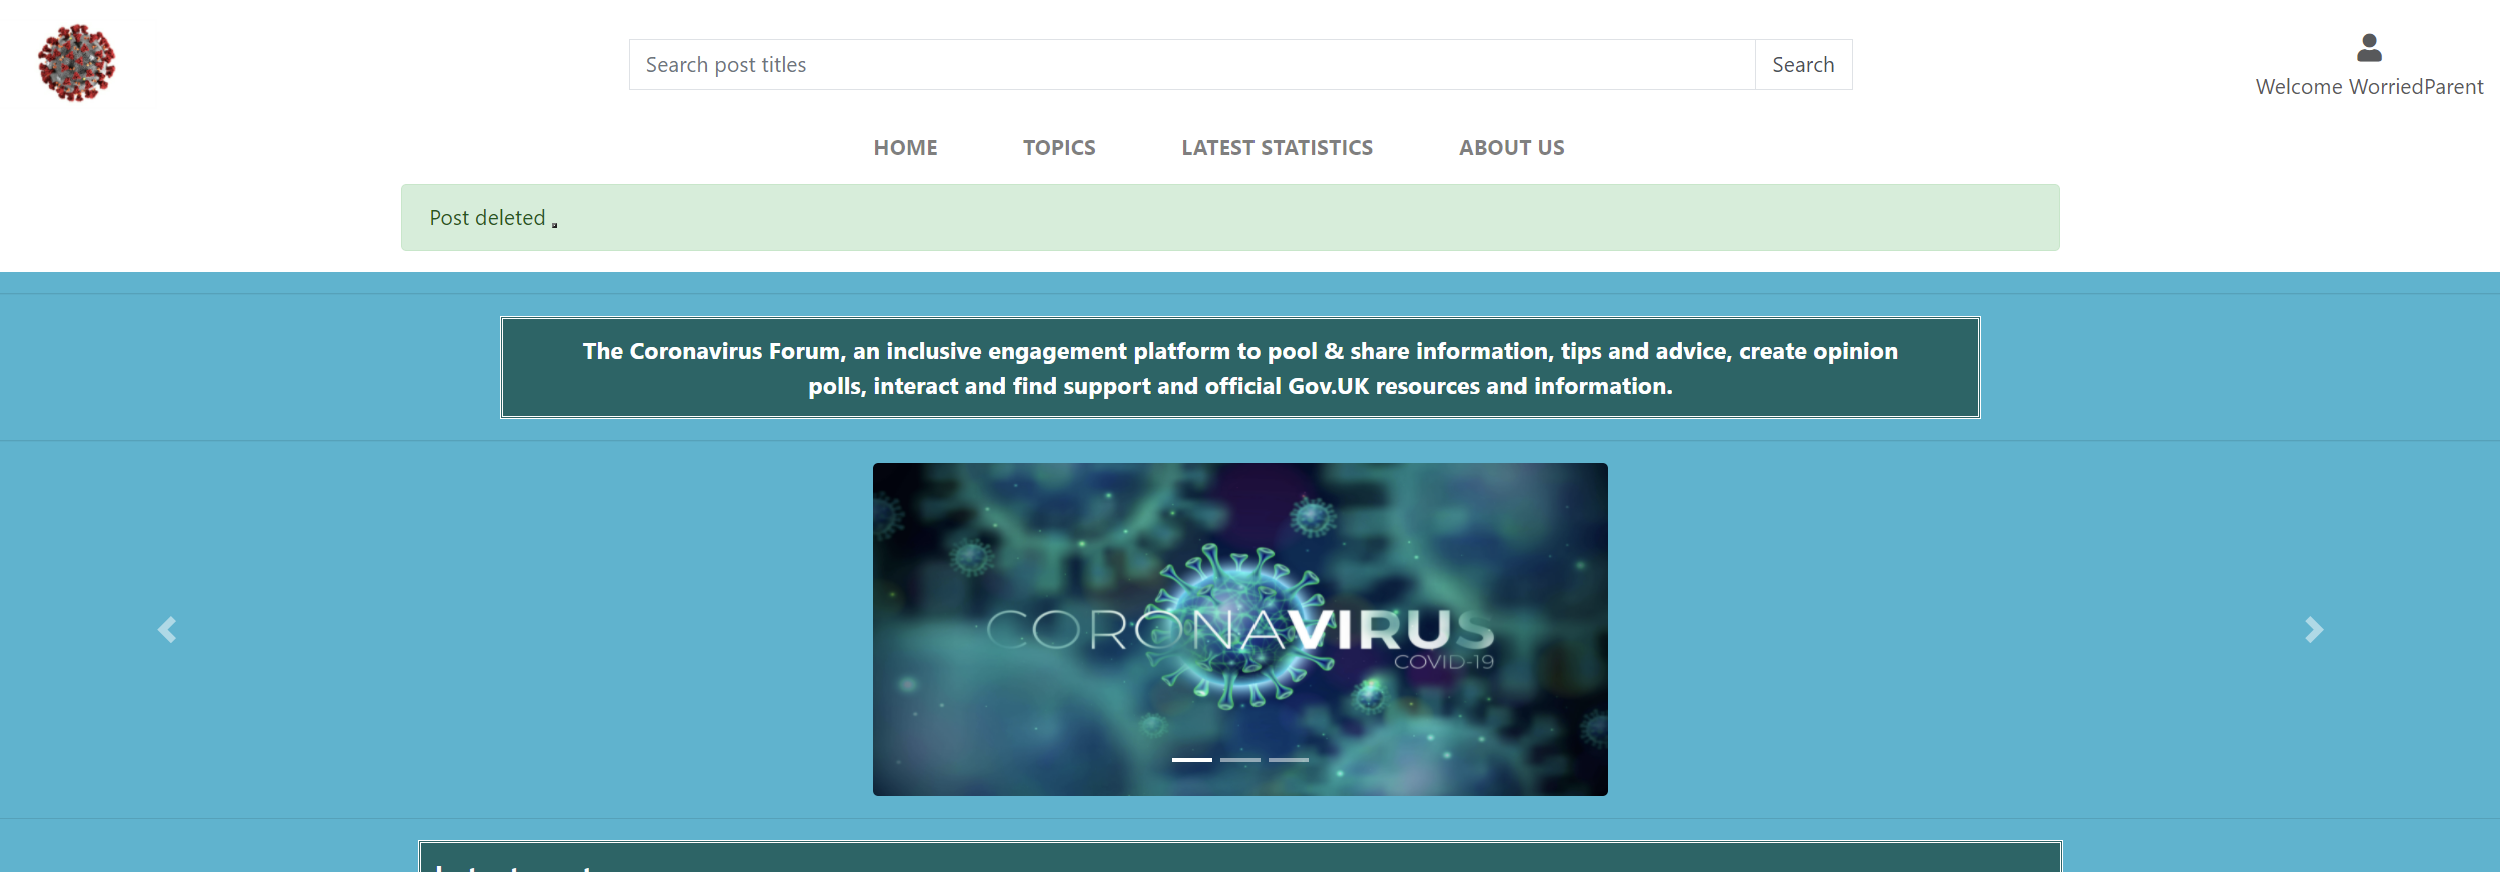 Search post titles
Search
Welcome WorriedParent
HOME
TOPICS
LATEST STATISTICS
ABOUT US
Post deleted
The Coronavirus Forum, an inclusive engagement platform to pool & share information, tips and advice, create opinion
polls, interact and find support and official Gov.UK resources and information.
CORONAVIRUS
COVID-19